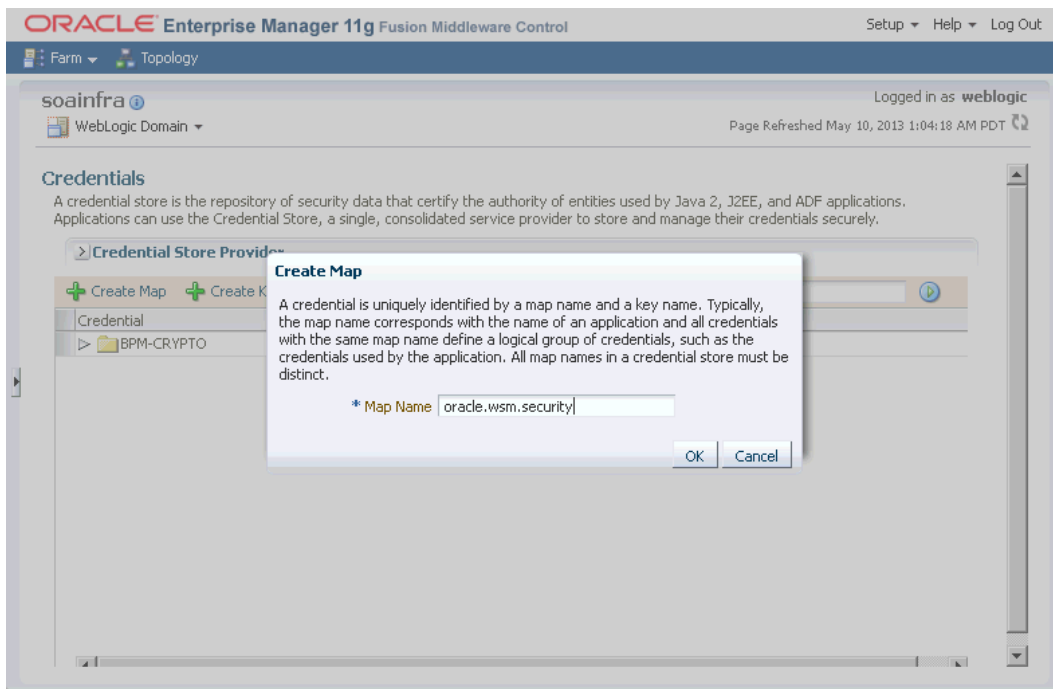 ORACLE Enterprise Manager 11g Fusion Middleware Control
Setup Help Log Out
Farm Topology
soainfra
Logged in as weblogic
WebLogic Domain
Page Refreshed May 10, 2013 1:04:18 AM PDT
Credentials
A credential store is the repository of security data that certify the authority of entities used by Java 2, J2EE, and ADF applications.
Applications can use the Credential Store, a single, consolidated service provider to store and manage their credentials securely.
Credential Store Provider
Create Map Create K
Credential
BPM-CRYPTO
Create Map
A credential is uniquely identified by a map name and a key name. Typically,
the map name corresponds with the name of an application and all credentials
with the same map name define a logical group of credentials, such as the
credentials used by the application. All map names in a credential store must be
distinct.
* Map Name oracle.wsm.security
OK Cancel